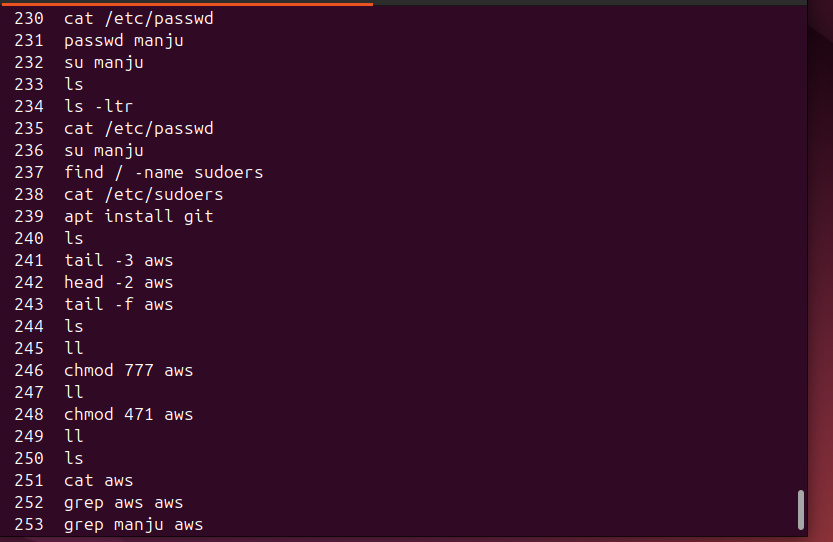 230 cat /etc/passwd
231 passwd manju
232 su manju
233 ls
234 ls -ltr
235 cat /etc/passwd
236 su manju
237 find / -name sudoers
238 cat /etc/sudoers
239 apt install git
240 ls
241 tail -3 aws
242 head -2 aws
243 tail -f aws
244 ls
245 ll
246 chmod 777 aws
247 ll
248 chmod 471 aws
249 ll
250 ls
251 cat aws
252 grep aws aws
253 grep manju aws